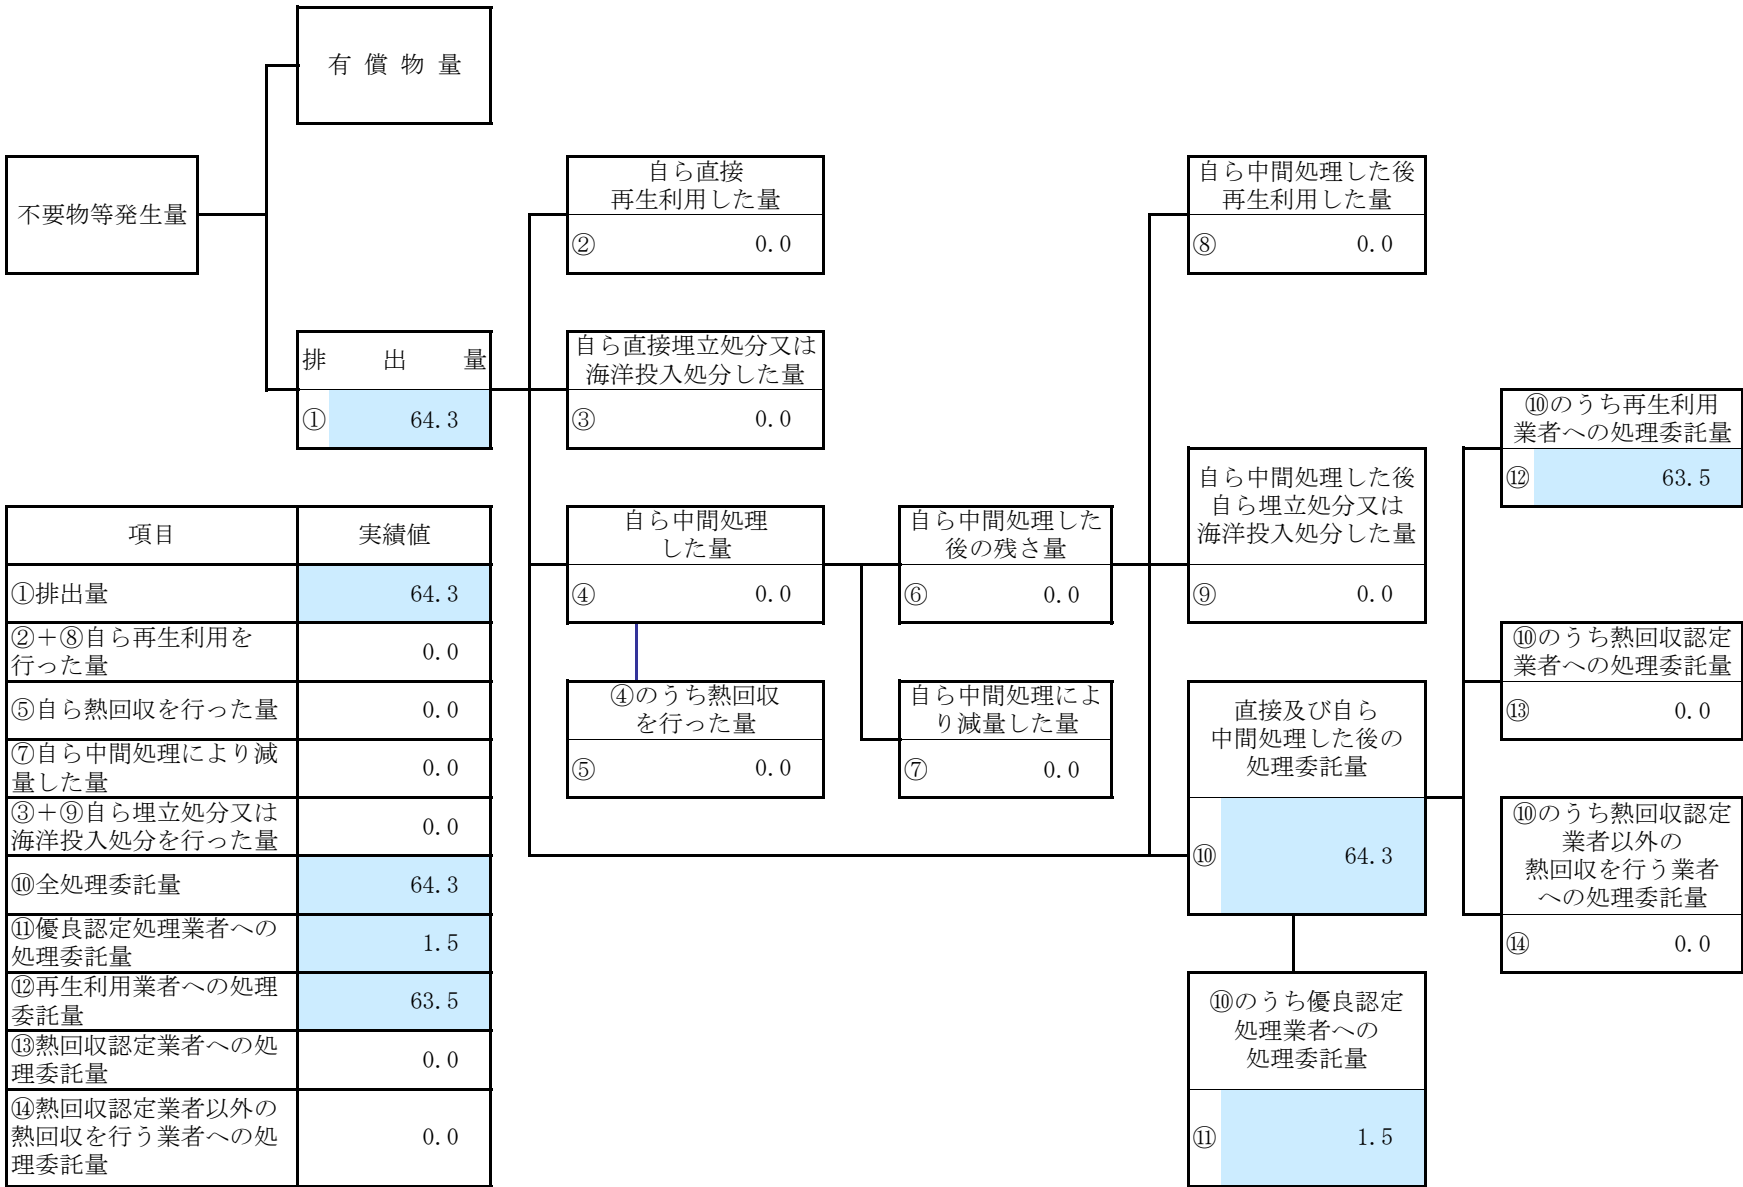 有 償 物 量
不要物等発生量
自ら直接
再生利用した量
② 0.0
自ら中間処理した後
再生利用した量
⑧ 0.0
排 出 量
① 64.3
自ら直接埋立処分又は
海洋投入処分した量
③ 0.0
⑩のうち再生利用
業者への処理委託量
⑫ 63.5
自ら中間処理した後
自ら埋立処分又は
海洋投入処分した量
⑨ 0.0
自ら中間処理
した量
④ 0.0
自ら中間処理した
後の残さ量
⑥ 0.0
⑩のうち熱回収認定
業者への処理委託量
⑬ 0.0
④のうち熱回収
を行った量
⑤ 0.0
自ら中間処理によ
り減量した量
⑦ 0.0
直接及び自ら
中間処理した後の
処理委託量
⑩ 64.3
⑩のうち熱回収認定
業者以外の
熱回収を行う業者
への処理委託量
⑭ 0.0
⑩のうち優良認定
処理業者への
処理委託量
⑪ 1.5
項目 実績値
①排出量 64.3
②+⑧自ら再生利用を
行った量 0.0
⑤自ら熱回収を行った量 0.0
⑦自ら中間処理により減
量した量 0.0
③+⑨自ら埋立処分又は
海洋投入処分を行った量 0.0
⑩全処理委託量 64.3
⑪優良認定処理業者への
処理委託量 1.5
⑫再生利用業者への処理
委託量 63.5
⑬熱回収認定業者への処
理委託量 0.0
⑭熱回収認定業者以外の
熱回収を行う業者への処
理委託量 0.0